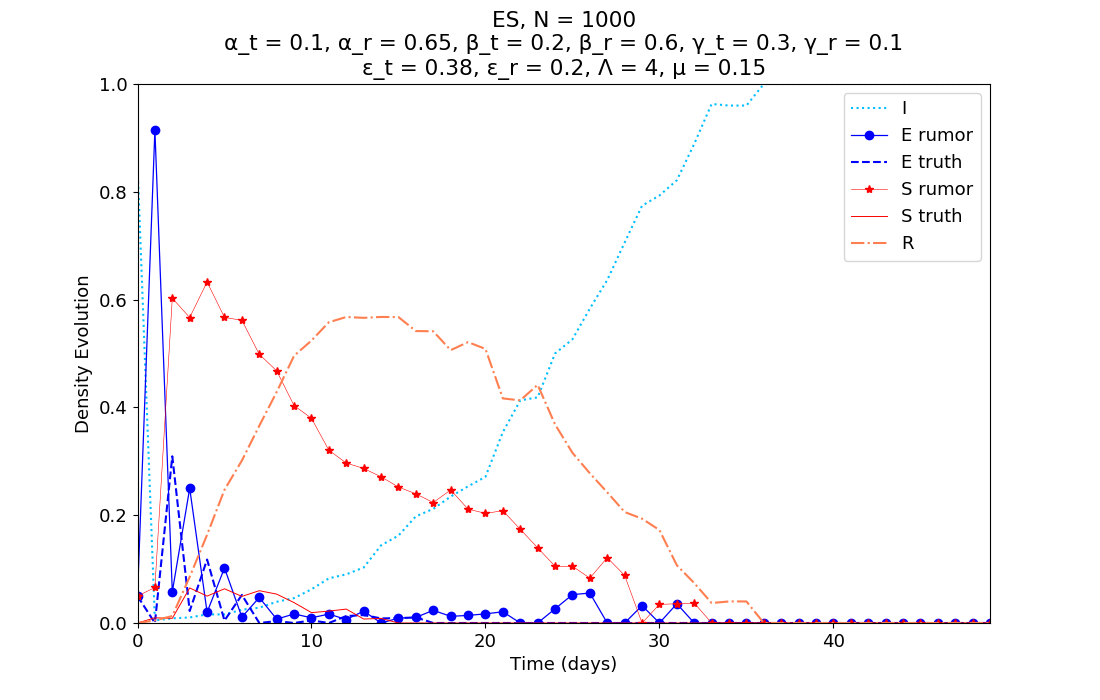 ES, N = 1000
α_t = 0.1, α_r = 0.65, β_t = 0.2, β_r = 0.6, γ_t = 0.3, γ_r = 0.1
ε_t = 0.38, ε_r = 0.2, Λ = 4, μ = 0.15
1.0
0.8
0.6
0.4
0.2
0.0
Density Evolution
I
E rumor
E truth
S rumor
S truth
R
0
10
20
30
40
Time (days)